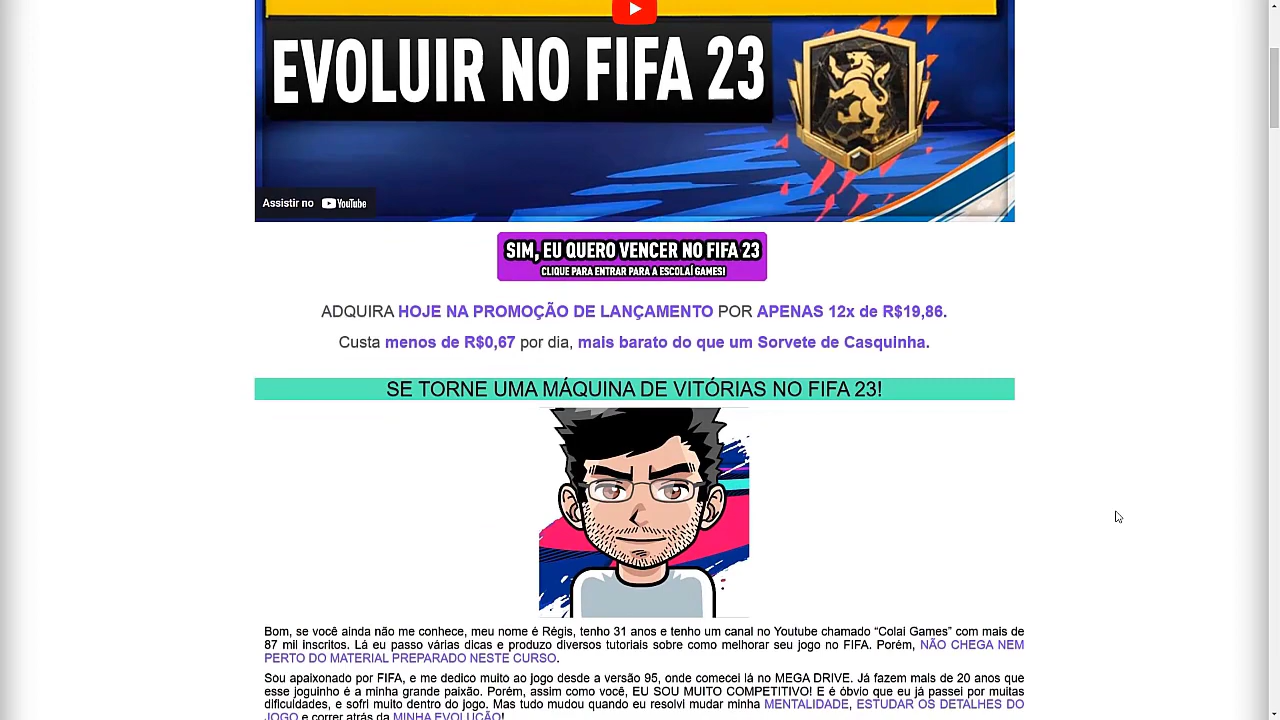 EVOLUIR NO FIFA 23
Assistir no YouTube
SIM, EU QUERO VENCER NO FIFA 23
CLIQUE PARA ENTRAR PARA A ESCOLAÍ GAMES!
ADQUIRA HOJE NA PROMOÇÃO DE LANÇAMENTO POR APENAS 12x de R$19,86.
Custa menos de R$0,67 por dia, mais barato do que um Sorvete de Casquinha.
SE TORNE UMA MÁQUINA DE VITÓRIAS NO FIFA 23!
Bom, se você ainda não me conhece, meu nome é Régis, tenho 31 anos e tenho um canal no Youtube chamado “Colai Games” com mais de
87 mil inscritos. Lá eu passo várias dicas e produzo diversos tutoriais sobre como melhorar seu jogo no FIFA. Porém, NÃO CHEGA NEM
PERTO DO MATERIAL PREPARADO NESTE CURSO.
Sou apaixonado por FIFA, e me dedico muito ao jogo desde a versão 95, onde comecei lá no MEGA DRIVE. Já fazem mais de 20 anos que
esse joguinho é a minha grande paixão. Porém, assim como você, EU SOU MUITO COMPETITIVO! E é óbvio que eu já passei por muitas
dificuldades, e sofri muito dentro do jogo. Mas tudo mudou quando eu resolvi mudar minha MENTALIDADE, ESTUDAR OS DETALHES DO
JOGO e correr atrás da MINHA EVOLUÇÃO!